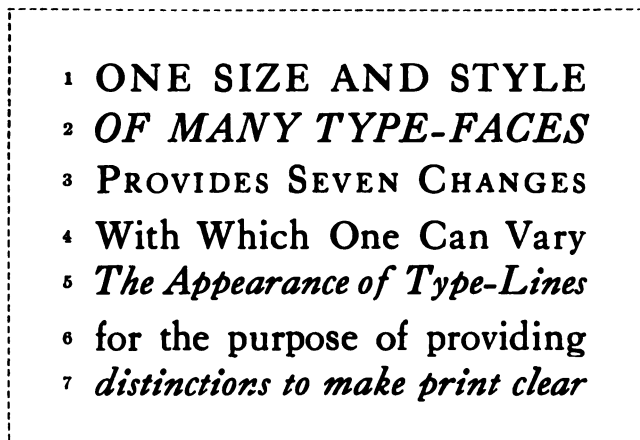 1 ONE SIZE AND STYLE
2 OF MANY TYPE-FACES
3 PROVIDES SEVEN CHANGES
4 With Which One Can Vary
5 The Appearance of Type-Lines
6 for the purpose of providing
7 distinctions to make print clear